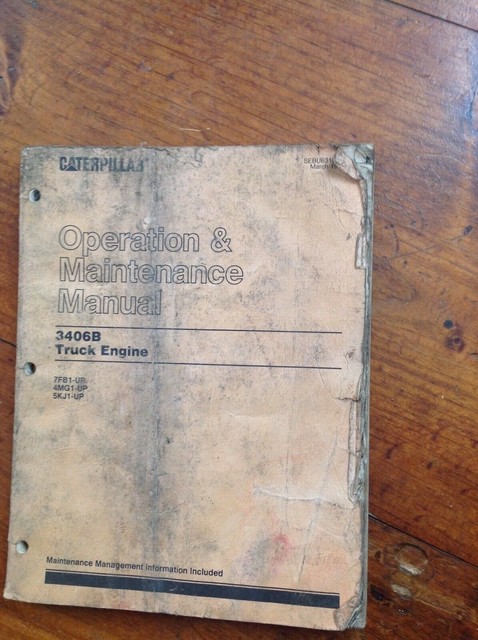 CATERPILLAR
Operation &
Maintenance
Manual
3406B
Truck Engine
7FB1-UP
4MG1-UP
5KJ1-UP
Maintenance Management Information Included